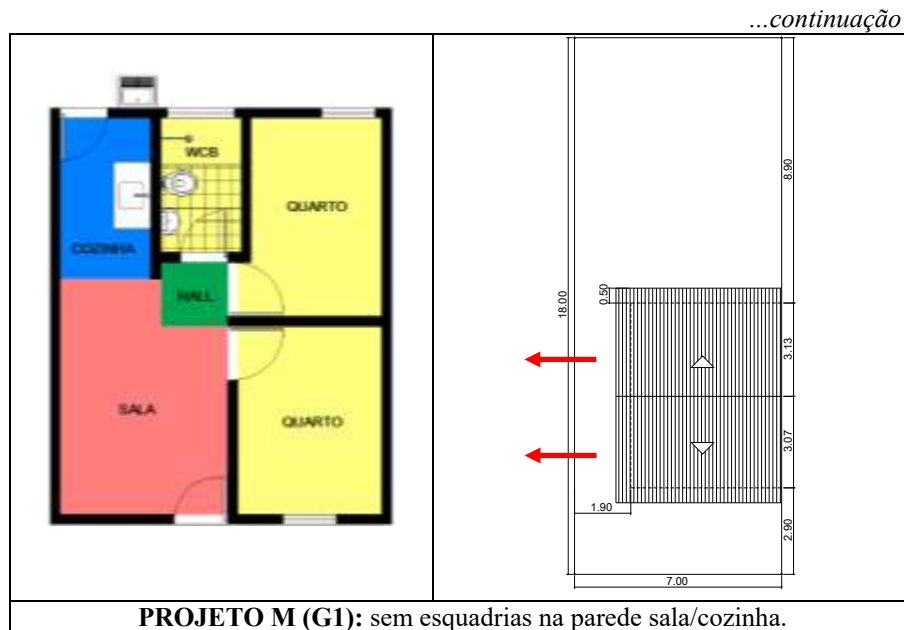 ...continuação
WCB
QUARTO
COZINHA
HALL
SALA
QUARTO
8.90
0.50
18.00
3.13
3.07
1.90
2.90
7.00
PROJETO M (G1): sem esquadrias na parede sala/cozinha.